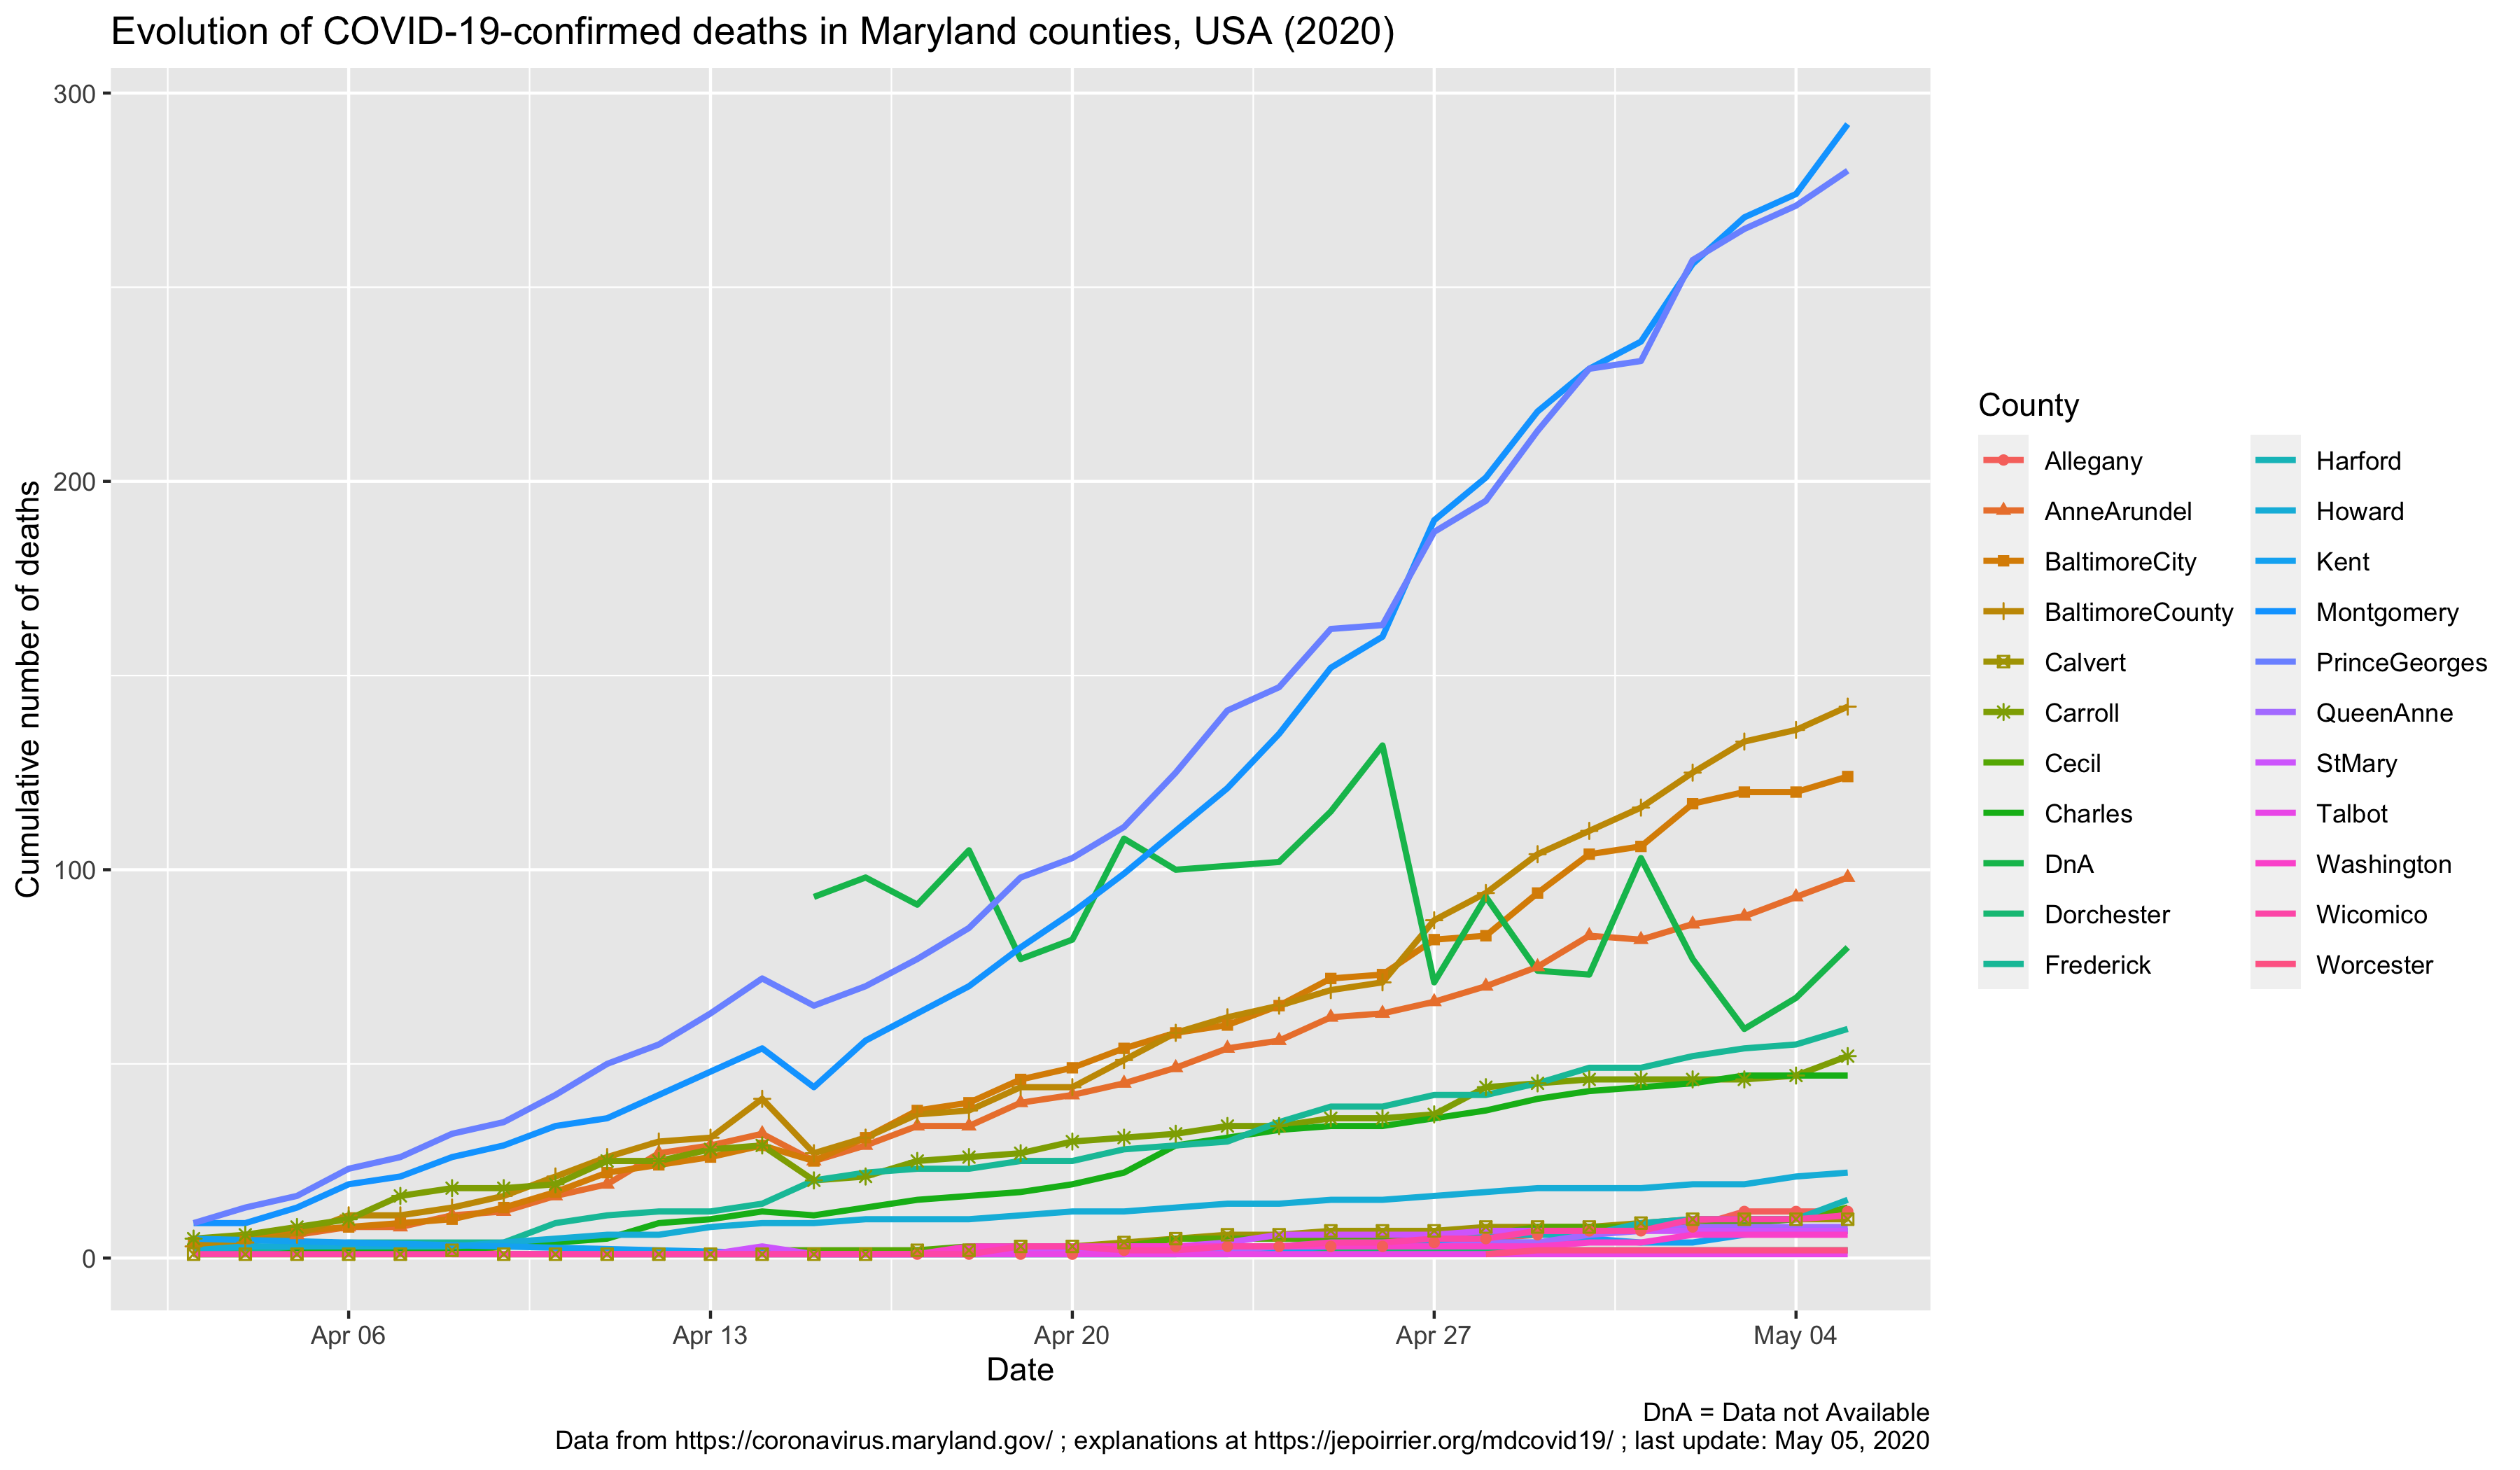 Evolution of COVID-19-confirmed deaths in Maryland counties, USA (2020)
Cumulative number of deaths
300
200
100
0
Apr 06
Apr 13
Apr 20
Apr 27
May 04
Date
County
Allegany
AnneArundel
BaltimoreCity
BaltimoreCounty
Calvert
Carroll
Cecil
Charles
DnA
Dorchester
Frederick
Harford
Howard
Kent
Montgomery
PrinceGeorges
QueenAnne
StMary
Talbot
Washington
Wicomico
Worcester
DnA = Data not Available
Data from https://coronavirus.maryland.gov/ ; explanations at https://jepoirrier.org/mdcovid19/ ; last update: May 05, 2020